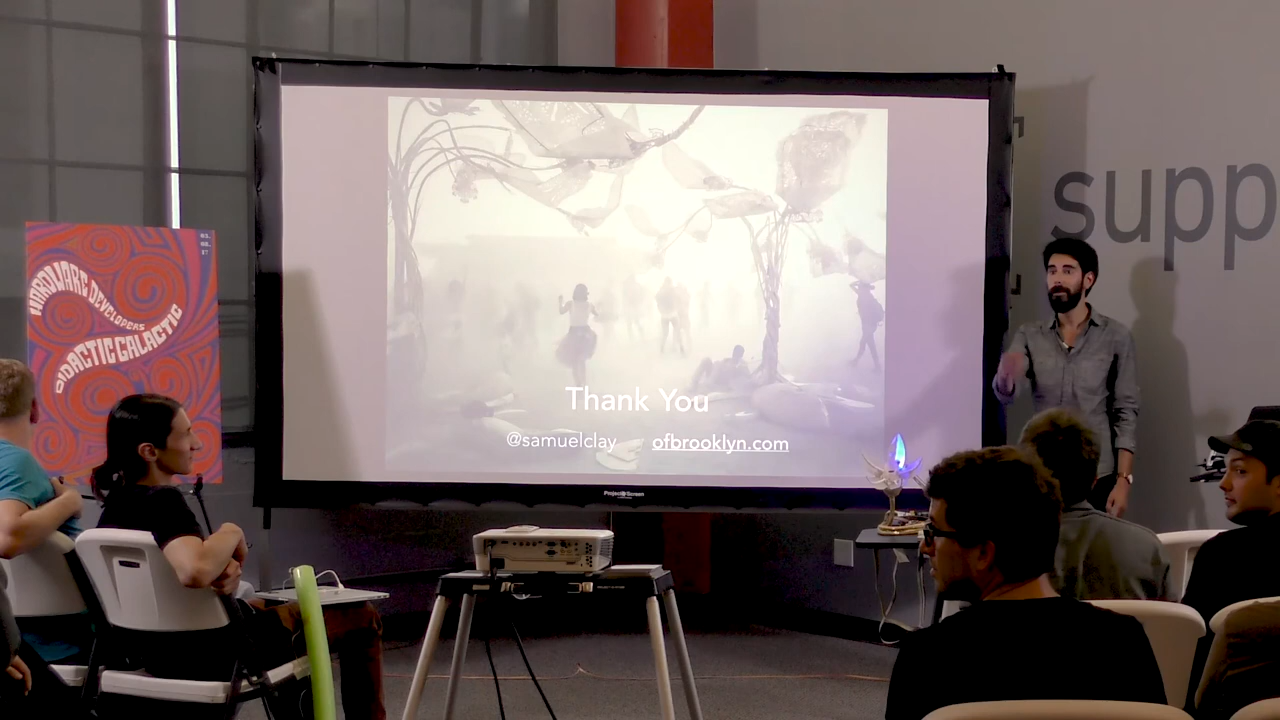 supp
HARDWARE DEVELOPERS
DIDACTIC GALACTIC
Thank You
@samuelclay ofbrooklyn.com